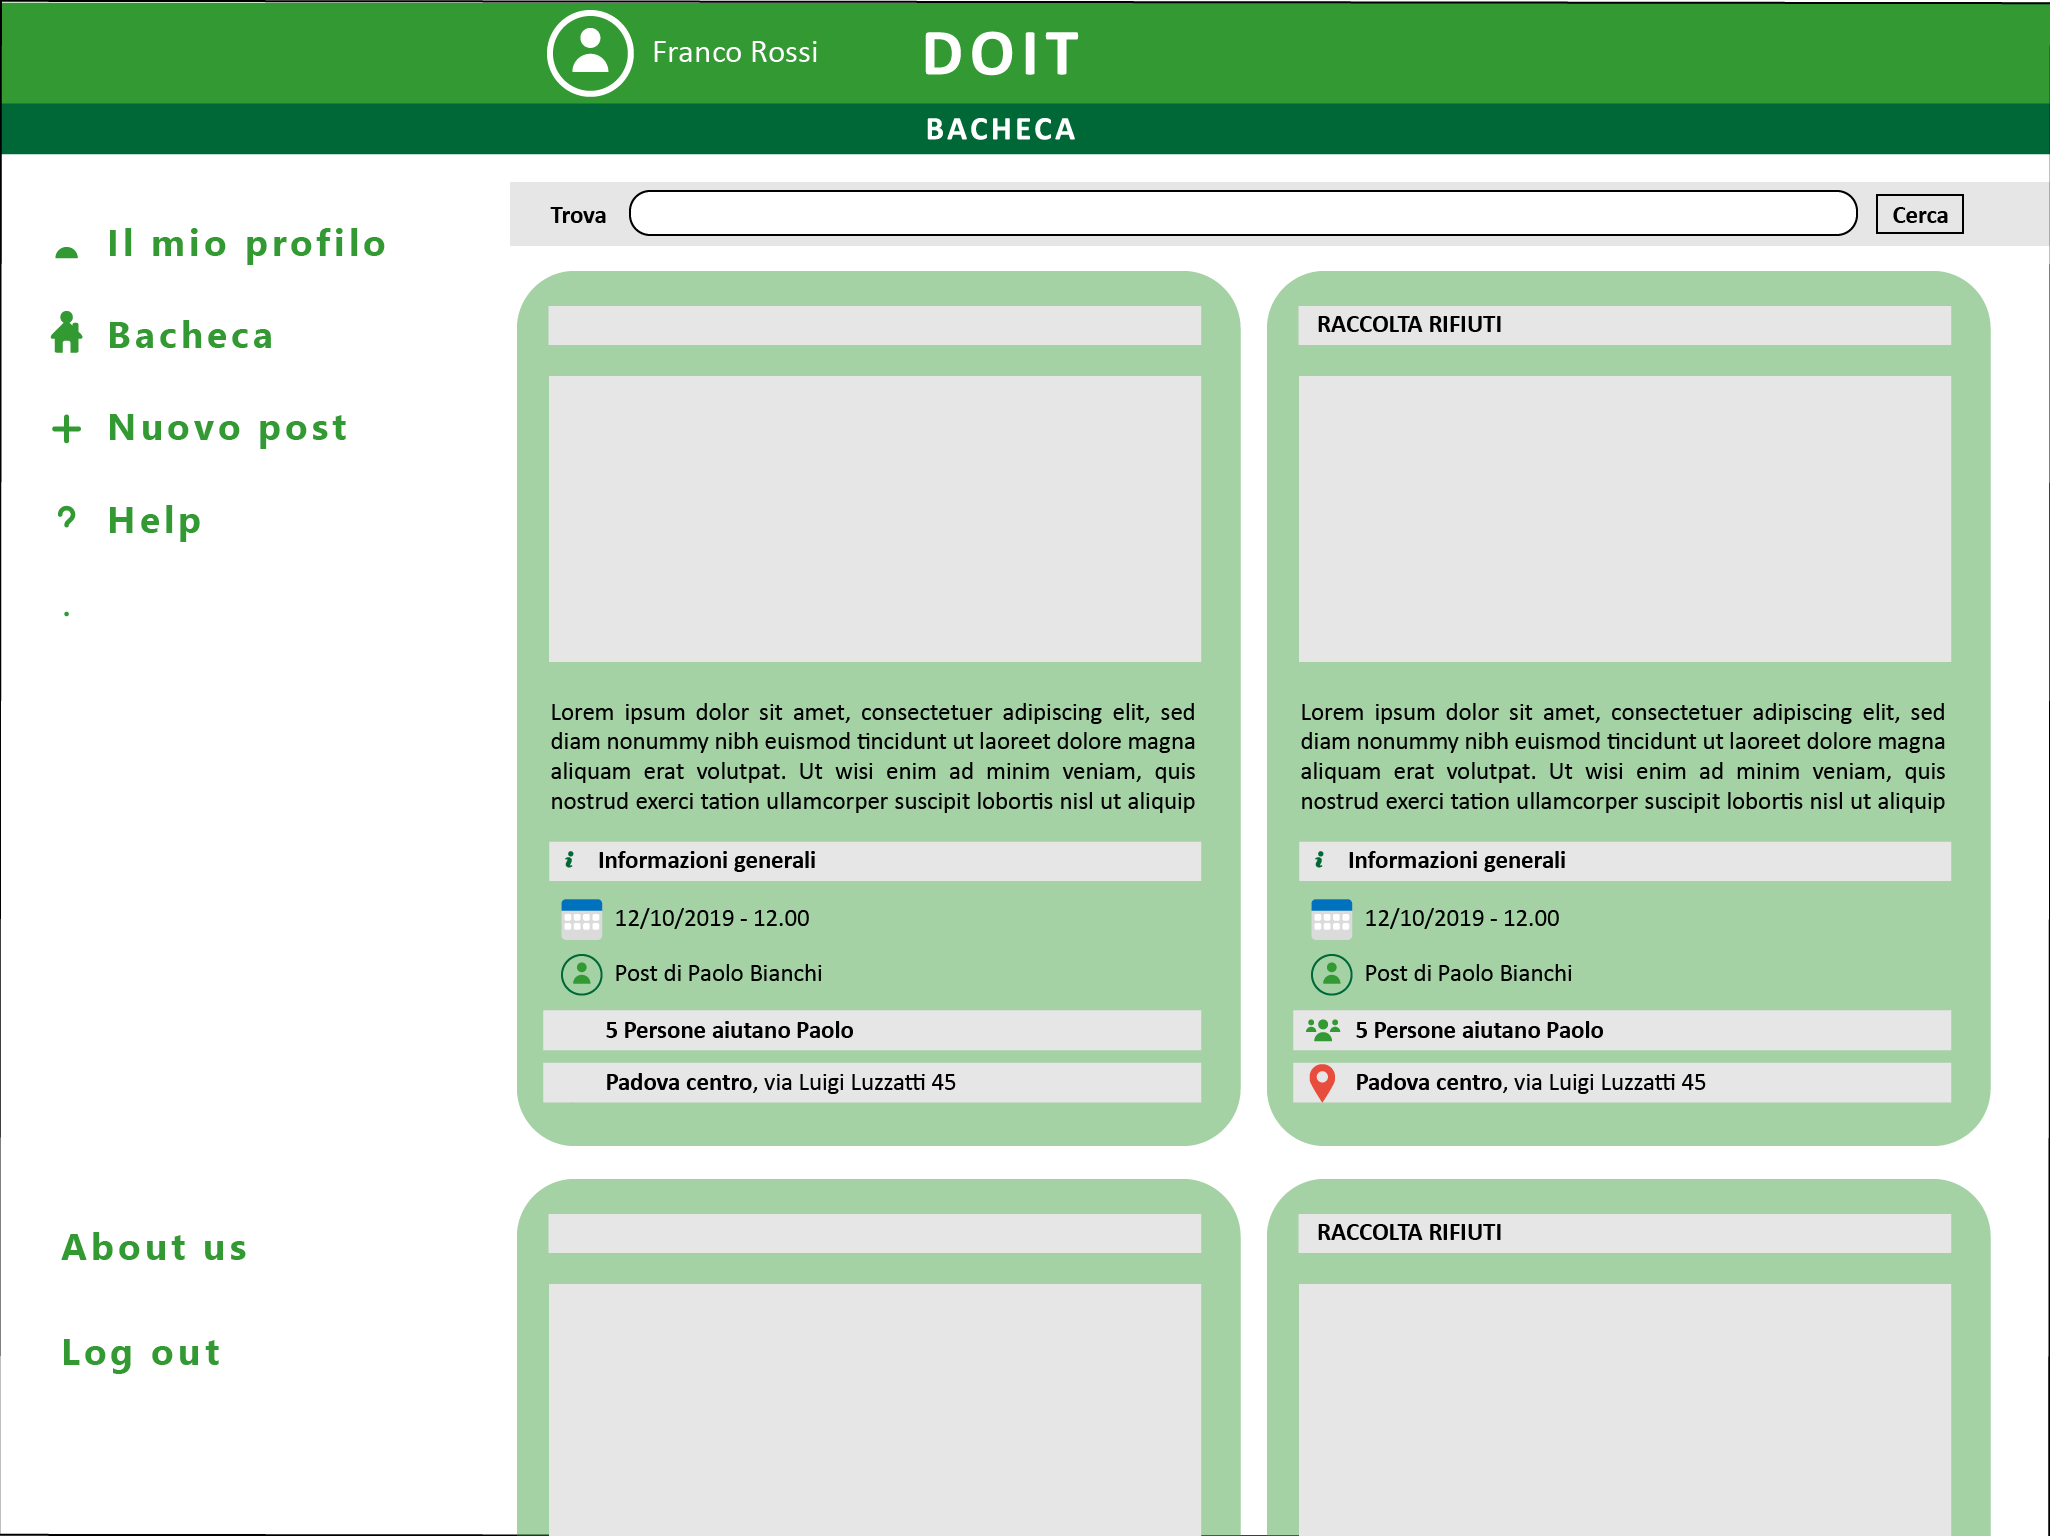 Franco Rossi
DOIT
BACHECA
Il mio profilo
Bacheca
Nuovo post
Help
About us
Log out
Trova
Cerca
Lorem ipsum dolor sit amet, consectetuer adipiscing elit, sed
diam nonummy nibh euismod tincidunt ut laoreet dolore magna
aliquam erat volutpat. Ut wisi enim ad minim veniam, quis
nostrud exerci tation ullamcorper suscipit lobortis nisl ut aliquip
Informazioni generali
12/10/2019 - 12.00
Post di Paolo Bianchi
5 Persone aiutano Paolo
Padova centro, via Luigi Luzzatti 45
RACCOLTA RIFIUTI
Lorem ipsum dolor sit amet, consectetuer adipiscing elit, sed
diam nonummy nibh euismod tincidunt ut laoreet dolore magna
aliquam erat volutpat. Ut wisi enim ad minim veniam, quis
nostrud exerci tation ullamcorper suscipit lobortis nisl ut aliquip
Informazioni generali
12/10/2019 - 12.00
Post di Paolo Bianchi
5 Persone aiutano Paolo
Padova centro, via Luigi Luzzatti 45
RACCOLTA RIFIUTI